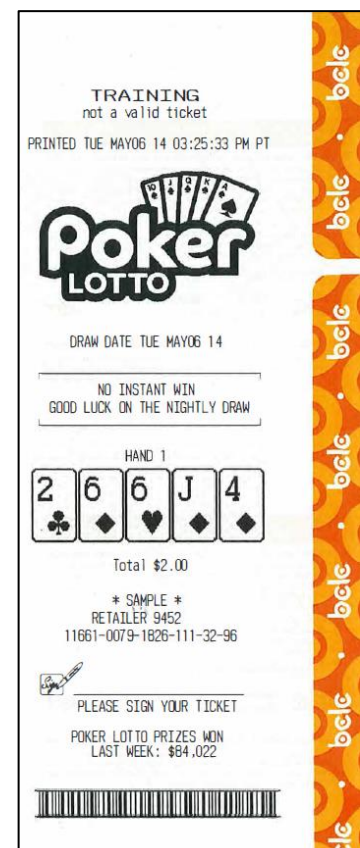 TRAINING
not a valid ticket
PRINTED TUE MAY06 14 03:25:33 PM PT
10 J Q K A
Poker
LOTTO
DRAW DATE TUE MAY06 14
NO INSTANT WIN
GOOD LUCK ON THE NIGHTLY DRAW
HAND 1
2 6 6 J 4
Total $2.00
* SAMPLE *
RETAILER 9452
11661-0079-1826-111-32-96
PLEASE SIGN YOUR TICKET
POKER LOTTO PRIZES WON
LAST WEEK: $84,022
bclc · bclc
bclc · bclc · bclc · bclc · bclc